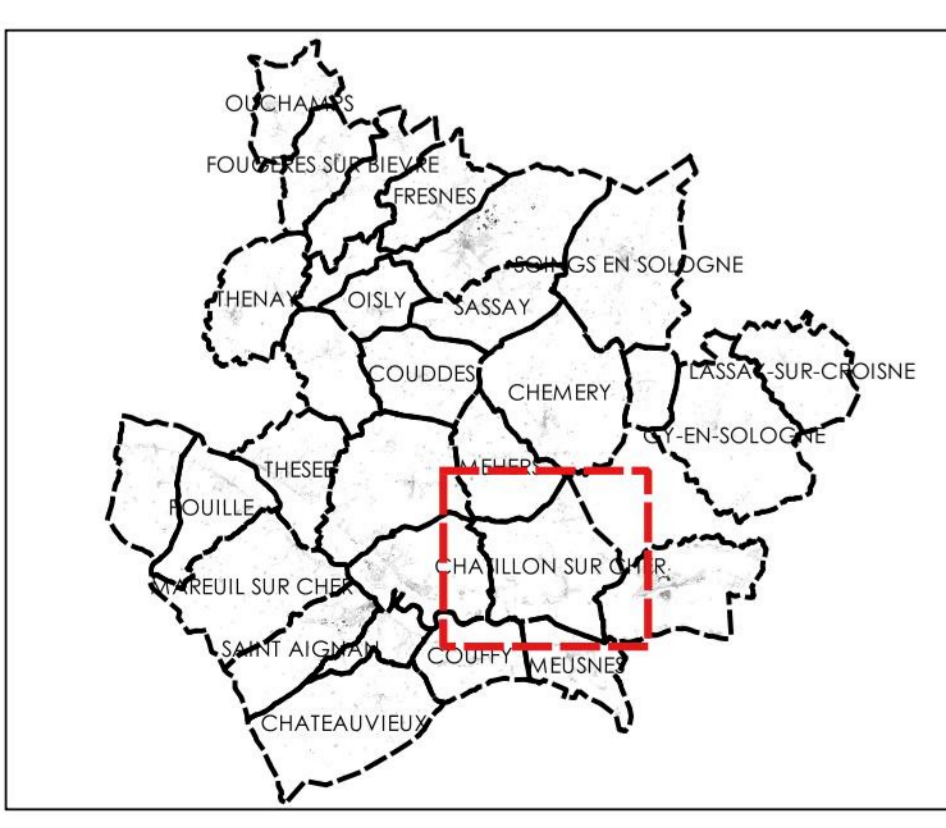 OUCHAMPS
FOUGERES SUR BIEVRE
FRESNES
SOINGS EN SOLOGNE
THENAY
OISLY
SASSAY
COUDDES
LASSAY-SUR-CROISNE
CHEMERY
GY-EN-SOLOGNE
THESEE
MEHERS
POUILLE
CHATILLON SUR CHER
MAREUIL SUR CHER
SAINT AIGNAN
COUFFY
MEUSNES
CHATEAUVIEUX